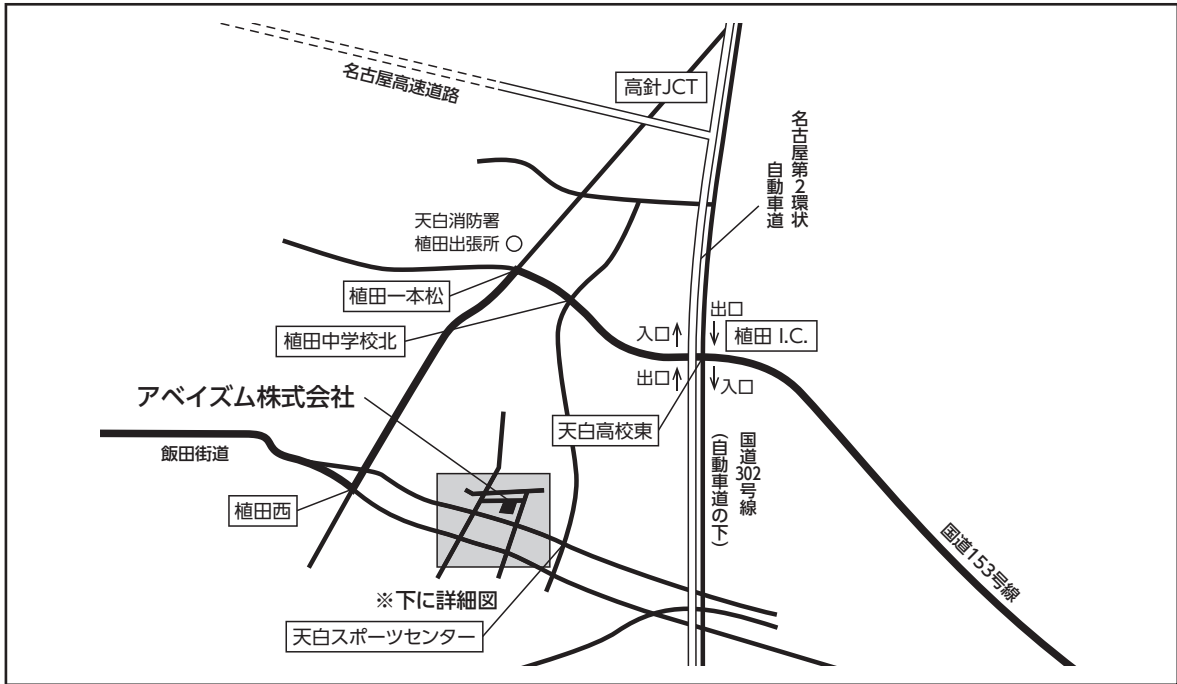 名古屋高速道路
高針JCT
名古屋第2環状
自動車道
天白消防署
植田出張所
植田一本松
植田中学校北
出口
入口
植田 I.C.
出口
入口
アベイズム株式会社
天白高校東
飯田街道
国道302号線
(自動車道の下)
植田西
国道153号線
※下に詳細図
天白スポーツセンター